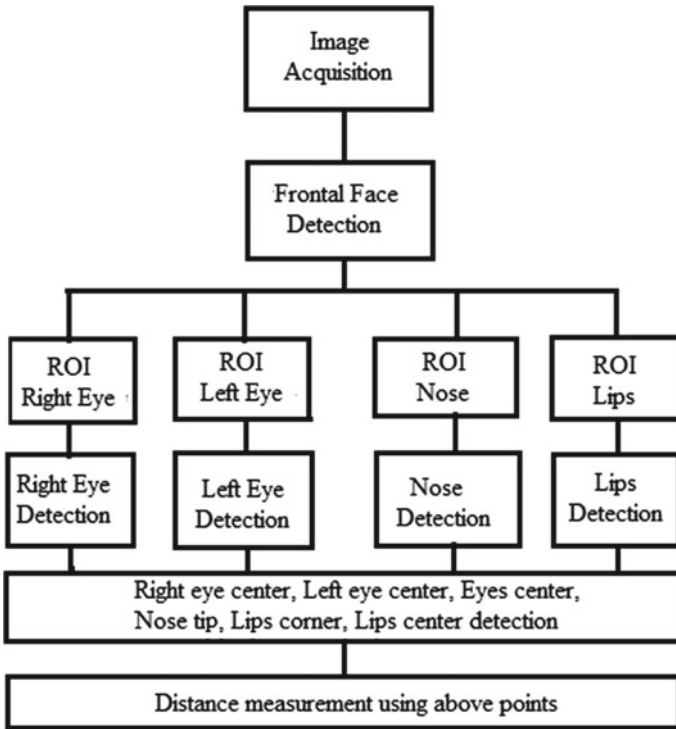 Image
Acquisition
Frontal Face
Detection
ROI
Right Eye
ROI
Left Eye
ROI
Nose
ROI
Lips
Right Eye
Detection
Left Eye
Detection
Nose
Detection
Lips
Detection
Right eye center, Left eye center, Eyes center,
Nose tip, Lips corner, Lips center detection
Distance measurement using above points